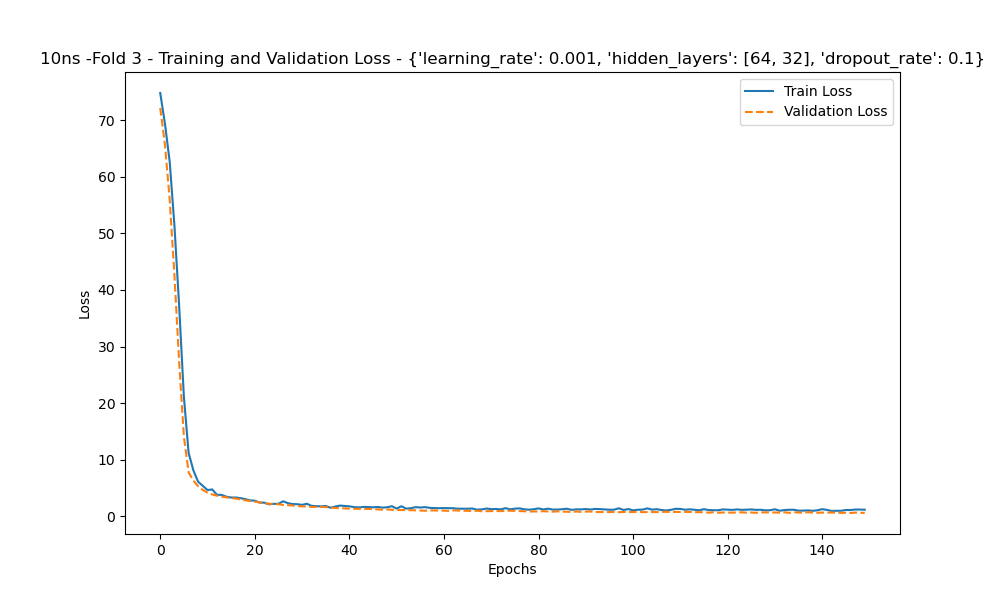 10ns -Fold 3 - Training and Validation Loss - {'learning_rate': 0.001, 'hidden_layers': [64, 32], 'dropout_rate': 0.1}
Train Loss
Validation Loss
70
60
50
40
30
20
10
0
Loss
0 20 40 60 80 100 120 140
Epochs